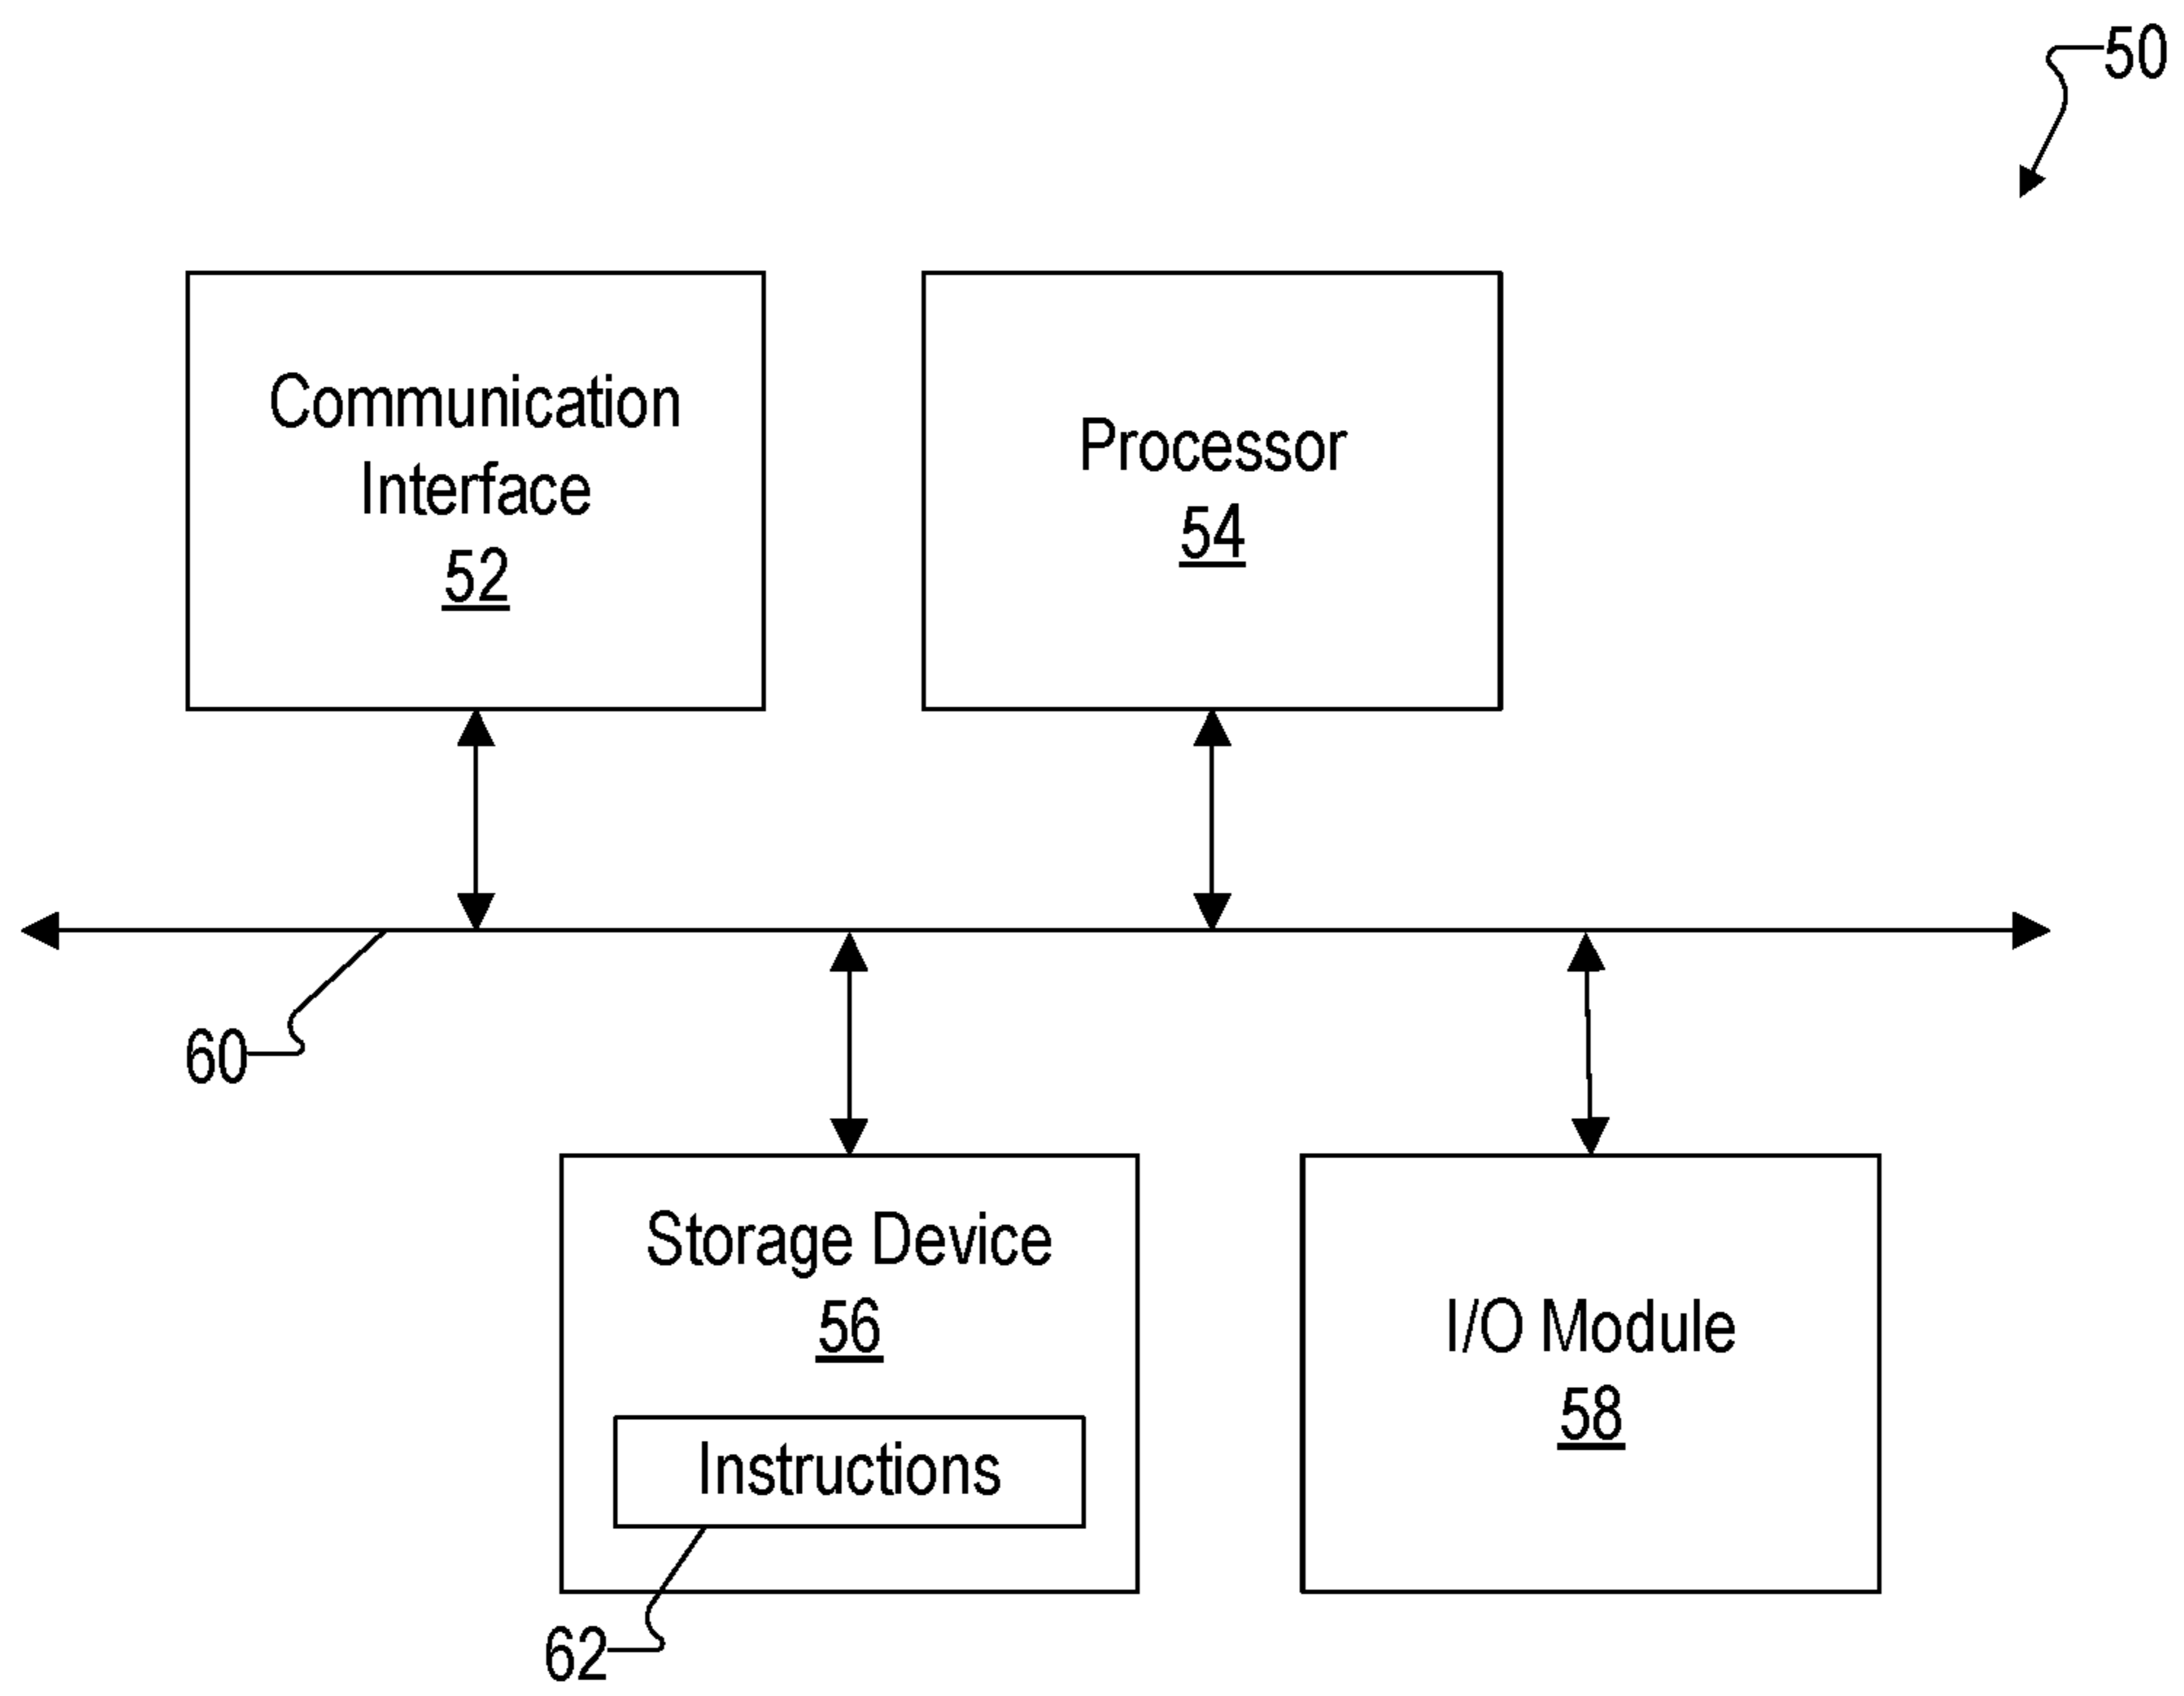 50
Communication
Interface
52
Processor
54
60
Storage Device
56
Instructions
62
I/O Module
58